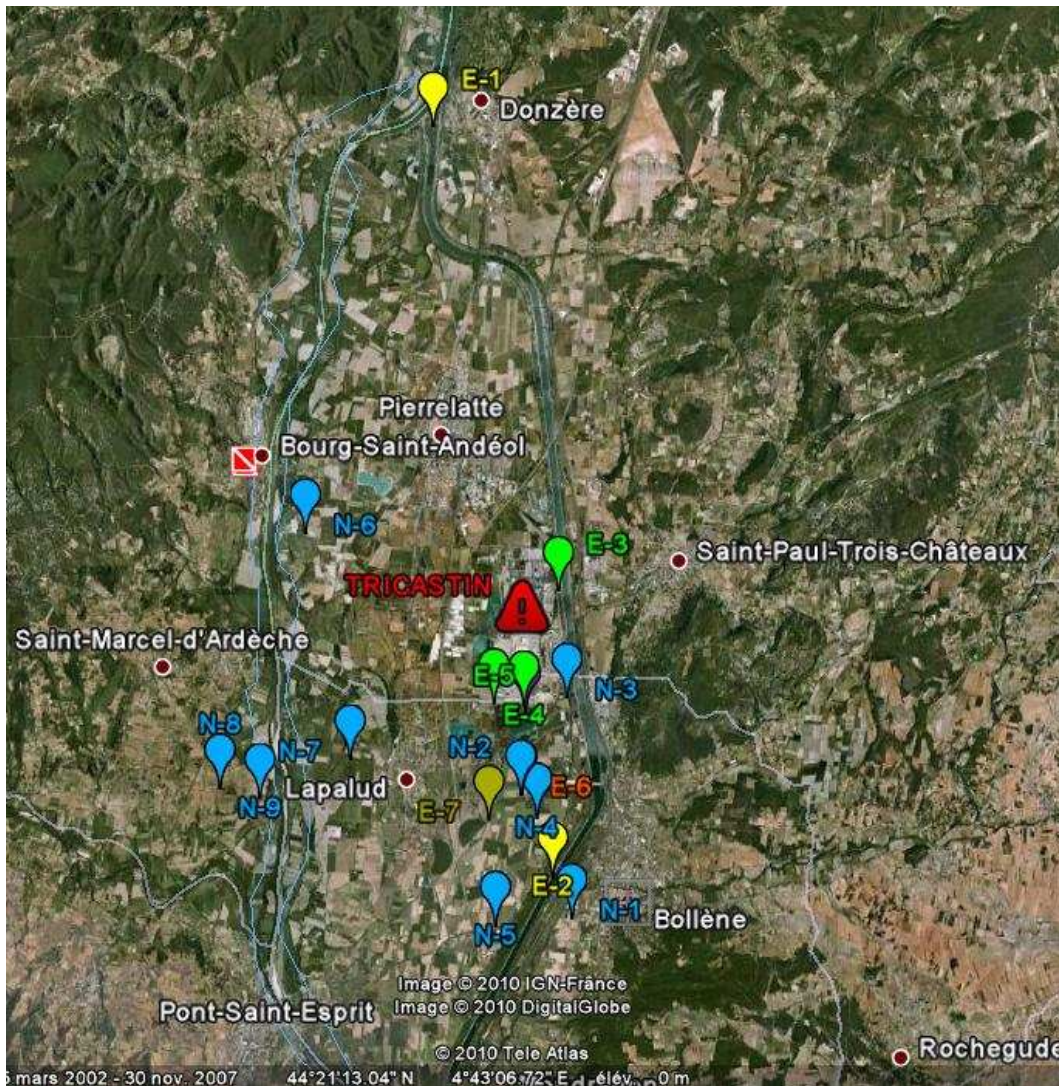 E-1
Donzère
Pierrelatte
Bourg-Saint-Andéol
N-6
E-3
Saint-Paul-Trois-Châteaux
TRICASTIN
Saint-Marcel-d'Ardèche
E-5
N-3
E-4
N-8
N-7
N-2
Lapalud
E-6
N-9
E-7
N-4
E-2
N-1
Bollène
N-5
Image © 2010 IGN-France
Image © 2010 DigitalGlobe
Pont-Saint-Esprit
© 2010 Tele Atlas
Rochegude
mars 2002 - 30 nov. 2007 44°21'13.04" N 4°43'06.72" E élév. 0 m